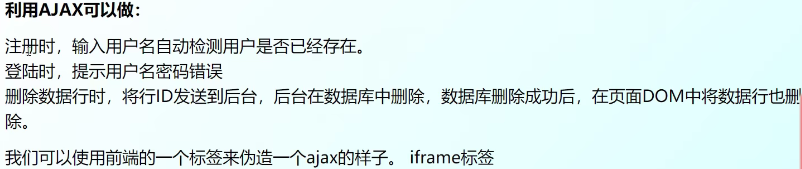 利用AJAX可以做：
注册时，输入用户名自动检测用户是否已经存在。
登陆时，提示用户名密码错误
删除数据行时，将行ID发送到后台，后台在数据库中删除，数据库删除成功后，在页面DOM中将数据行也删
除。
我们可以使用前端的一个标签来伪造一个ajax的样子。 iframe标签